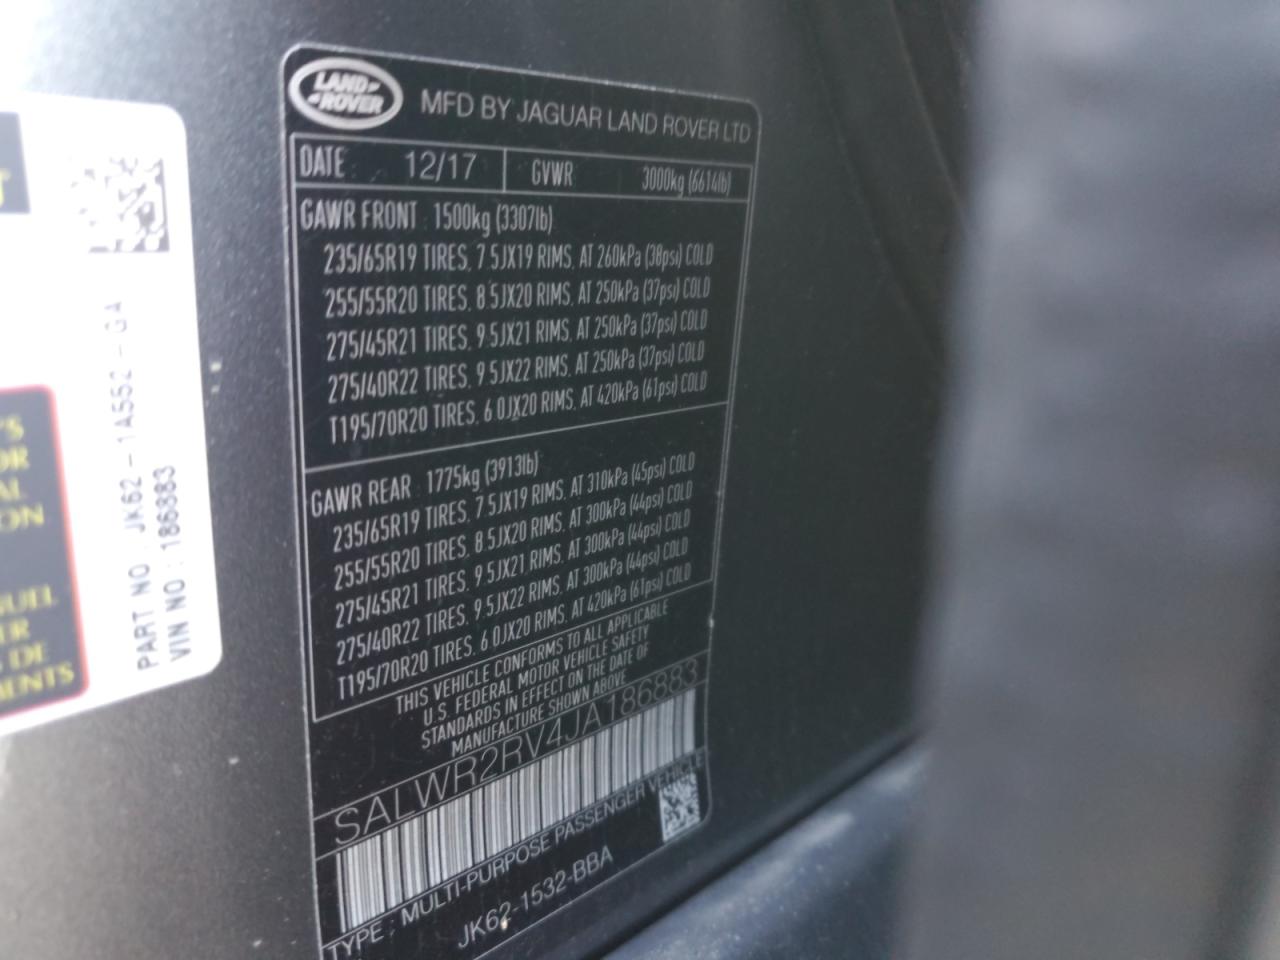 LAND-
-ROVER
MFD BY JAGUAR LAND ROVER LTD
DATE : 12/17 GVWR 3000kg (6614lb)
GAWR FRONT : 1500kg (3307lb)
235/65R19 TIRES, 7.5JX19 RIMS, AT 260kPa (38psi) COLD
255/55R20 TIRES, 8.5JX20 RIMS, AT 250kPa (37psi) COLD
275/45R21 TIRES, 9.5JX21 RIMS, AT 250kPa (37psi) COLD
275/40R22 TIRES, 9.5JX22 RIMS, AT 250kPa (37psi) COLD
T195/70R20 TIRES, 6.0JX20 RIMS, AT 420kPa (61psi) COLD
GAWR REAR : 1775kg (3913lb)
235/65R19 TIRES, 7.5JX19 RIMS, AT 310kPa (45psi) COLD
255/55R20 TIRES, 8.5JX20 RIMS, AT 300kPa (44psi) COLD
275/45R21 TIRES, 9.5JX21 RIMS, AT 300kPa (44psi) COLD
275/40R22 TIRES, 9.5JX22 RIMS, AT 300kPa (44psi) COLD
T195/70R20 TIRES, 6.0JX20 RIMS, AT 420kPa (61psi) COLD
THIS VEHICLE CONFORMS TO ALL APPLICABLE
U.S. FEDERAL MOTOR VEHICLE SAFETY
STANDARDS IN EFFECT ON THE DATE OF
MANUFACTURE SHOWN ABOVE
SALWR2RV4JA186883
TYPE : MULTI-PURPOSE PASSENGER VEHICLE
JK62-1532-BBA
PART NO : JK62-1A552-GA
VIN NO : 186883
DE